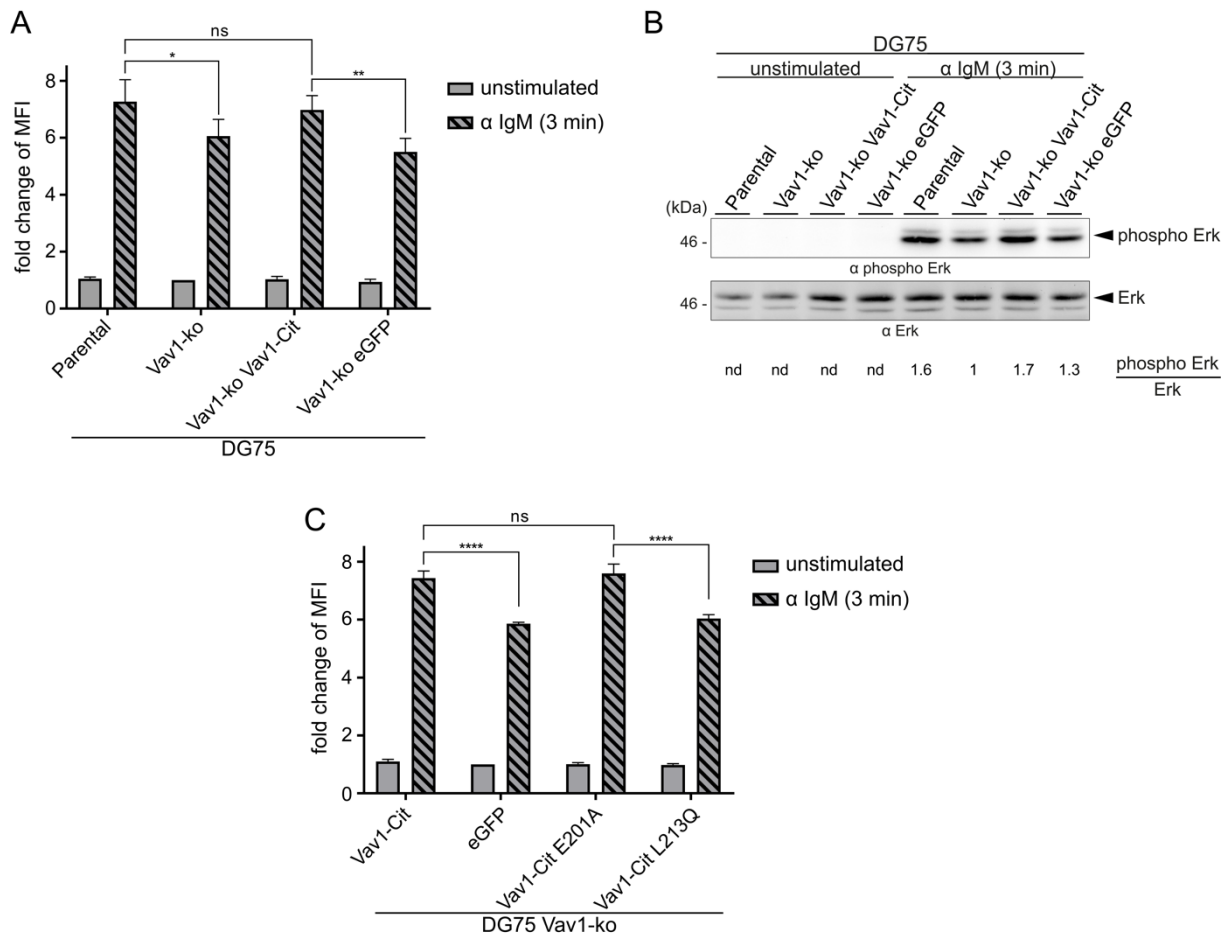 A
ns
*
**
8
6
4
2
0
fold change of MFI
unstimulated
α IgM (3 min)
Parental
Vav1-ko
Vav1-ko Vav1-Cit
Vav1-ko eGFP
DG75
B
DG75
unstimulated
α IgM (3 min)
Parental
Vav1-ko
Vav1-ko Vav1-Cit
Vav1-ko eGFP
Parental
Vav1-ko
Vav1-ko Vav1-Cit
Vav1-ko eGFP
(kDa)
46 -
phospho Erk
α phospho Erk
46 -
Erk
α Erk
nd nd nd nd 1.6 1 1.7 1.3
phospho Erk
Erk
C
ns
****
****
8
6
4
2
0
fold change of MFI
unstimulated
α IgM (3 min)
Vav1-Cit
eGFP
Vav1-Cit E201A
Vav1-Cit L213Q
DG75 Vav1-ko